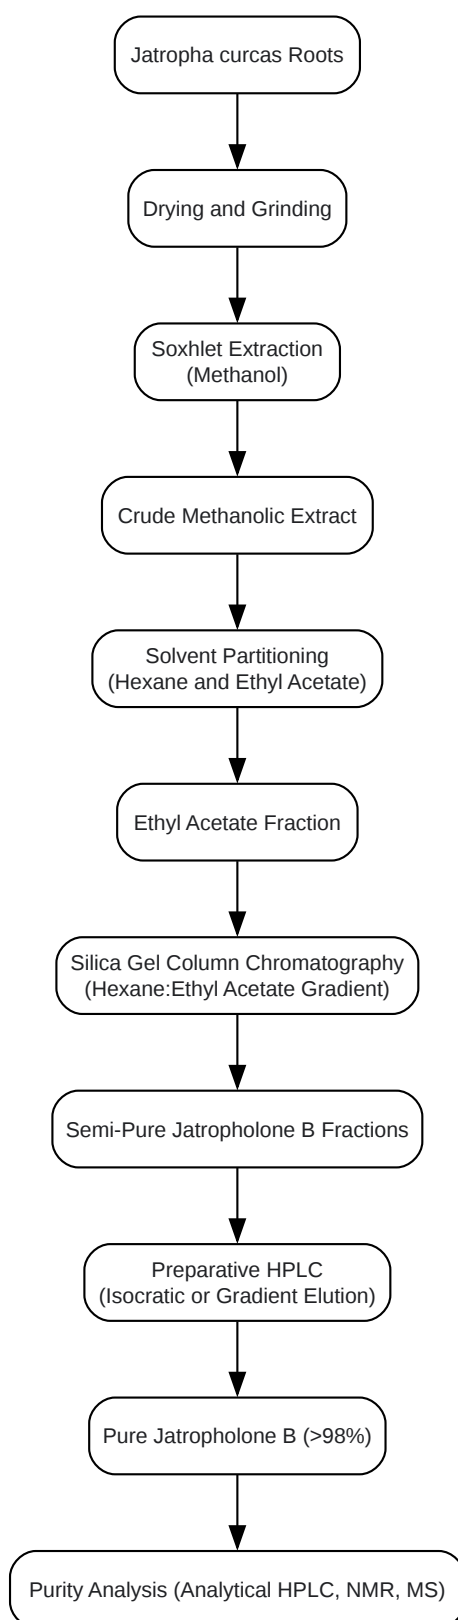 Jatropha curcas Roots
Drying and Grinding
Soxhlet Extraction
(Methanol)
Crude Methanolic Extract
Solvent Partitioning
(Hexane and Ethyl Acetate)
Ethyl Acetate Fraction
Silica Gel Column Chromatography
(Hexane:Ethyl Acetate Gradient)
Semi-Pure Jatropholone B Fractions
Preparative HPLC
(Isocratic or Gradient Elution)
Pure Jatropholone B (>98%)
Purity Analysis (Analytical HPLC, NMR, MS)